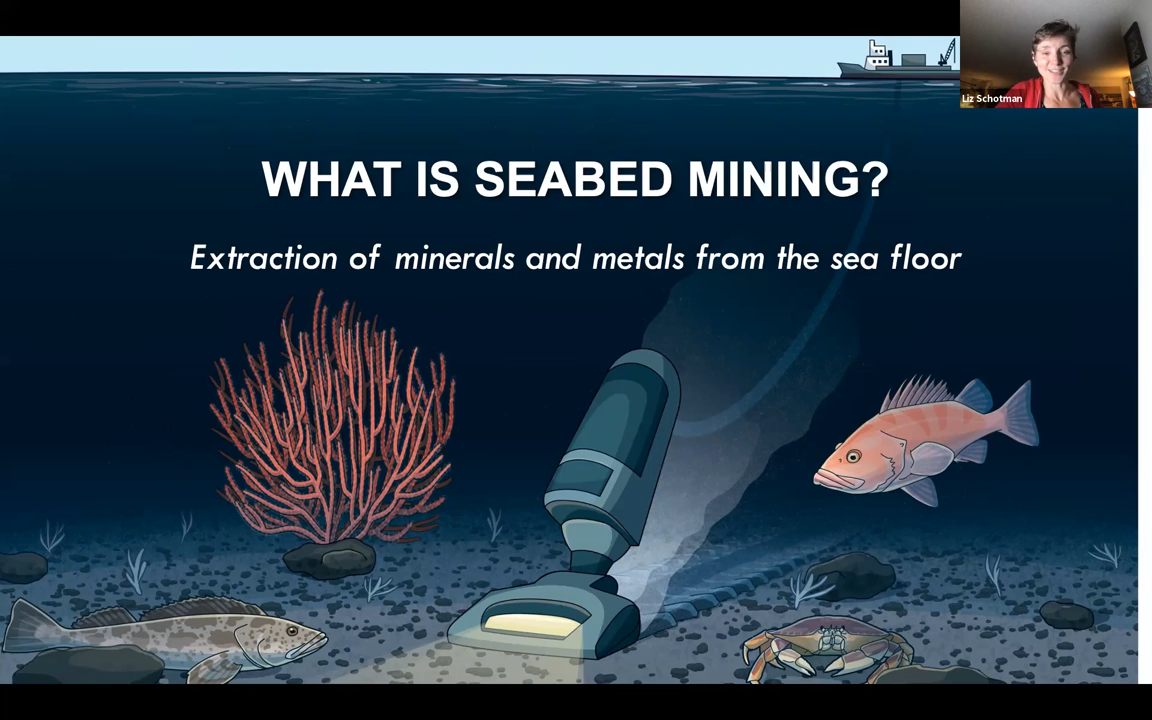 Liz Schotman
WHAT IS SEABED MINING?
Extraction of minerals and metals from the sea floor